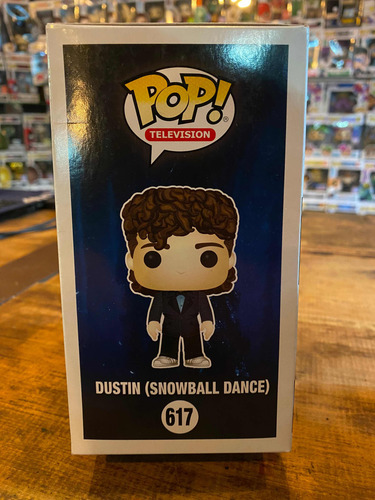 POP!
TELEVISION
DUSTIN (SNOWBALL DANCE)
617